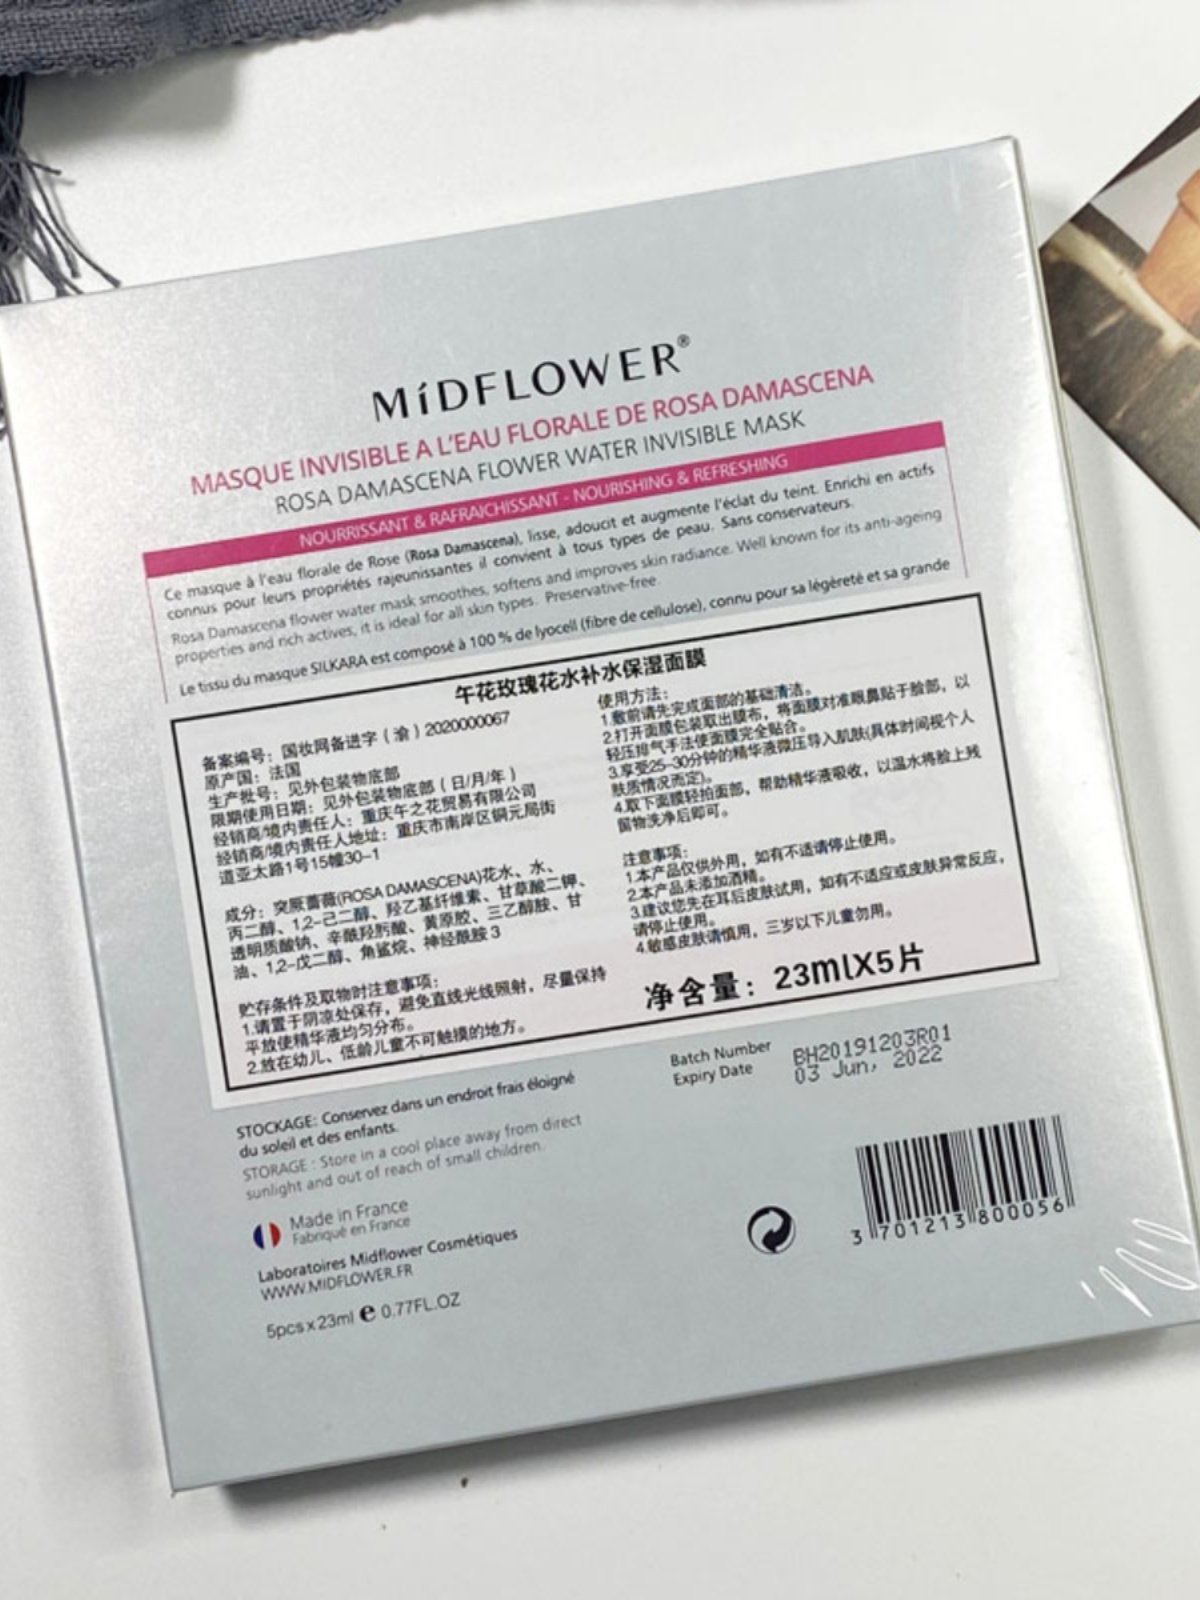 MíDFLOWER®
MASQUE INVISIBLE A L'EAU FLORALE DE ROSA DAMASCENA
ROSA DAMASCENA FLOWER WATER INVISIBLE MASK
NOURRISSANT & RAFRAICHISSANT - NOURISHING & REFRESHING
Ce masque à l'eau florale de Rose (Rosa Damascena), lisse, adoucit et augmente l'éclat du teint. Enrichi en actifs
connus pour leurs propriétés rajeunissantes il convient à tous types de peau. Sans conservateurs.
Rosa Damascena flower water mask smoothes, softens and improves skin radiance. Well known for its anti-ageing
properties and rich actives, it is ideal for all skin types. Preservative-free.
Le tissu du masque SILKARA est composé à 100 % de lyocell (fibre de cellulose), connu pour sa légèreté et sa grande
午花玫瑰花水补水保湿面膜
备案编号：国妆网备进字（渝）2020000067
原产国：法国
生产批号：见外包装物底部
限期使用日期：见外包装物底部（日/月/年）
经销商/境内责任人：重庆午之花贸易有限公司
经销商/境内责任人地址：重庆市南岸区铜元局街
道亚太路1号15幢30-1
成分：突厥蔷薇(ROSA DAMASCENA)花水、水、
丙二醇、1,2-己二醇、羟乙基纤维素、甘草酸二钾、
透明质酸钠、辛酰羟肟酸、黄原胶、三乙醇胺、甘
油、1,2-戊二醇、角鲨烷、神经酰胺 3
贮存条件及取物时注意事项：
1.请置于阴凉处保存，避免直线光线照射，尽量保持
平放使精华液均匀分布。
2.放在幼儿、低龄儿童不可触摸的地方。
使用方法：
1.敷前请先完成面部的基础清洁。
2.打开面膜包装取出膜布，将面膜对准眼鼻贴于脸部，以
轻压排气手法使面膜完全贴合。
3.享受25-30分钟的精华液微压导入肌肤(具体时间视个人
肤质情况而定)。
4.取下面膜轻拍面部，帮助精华液吸收，以温水将脸上残
留物洗净后即可。
注意事项：
1.本产品仅供外用，如有不适请停止使用。
2.本产品未添加酒精。
3.建议您先在耳后皮肤试用，如有不适应或皮肤异常反应，
请停止使用。
4.敏感皮肤请慎用，三岁以下儿童勿用。
净含量：23mlX5片
STOCKAGE: Conservez dans un endroit frais éloigné
du soleil et des enfants.
STORAGE : Store in a cool place away from direct
sunlight and out of reach of small children.
Batch Number BH20191203R01
Expiry Date 03 Jun, 2022
Made in France
Fabriqué en France
Laboratoires Midflower Cosmétiques
WWW.MIDFLOWER.FR
5pcs x 23ml e 0.77FL.OZ
3 701213 800056